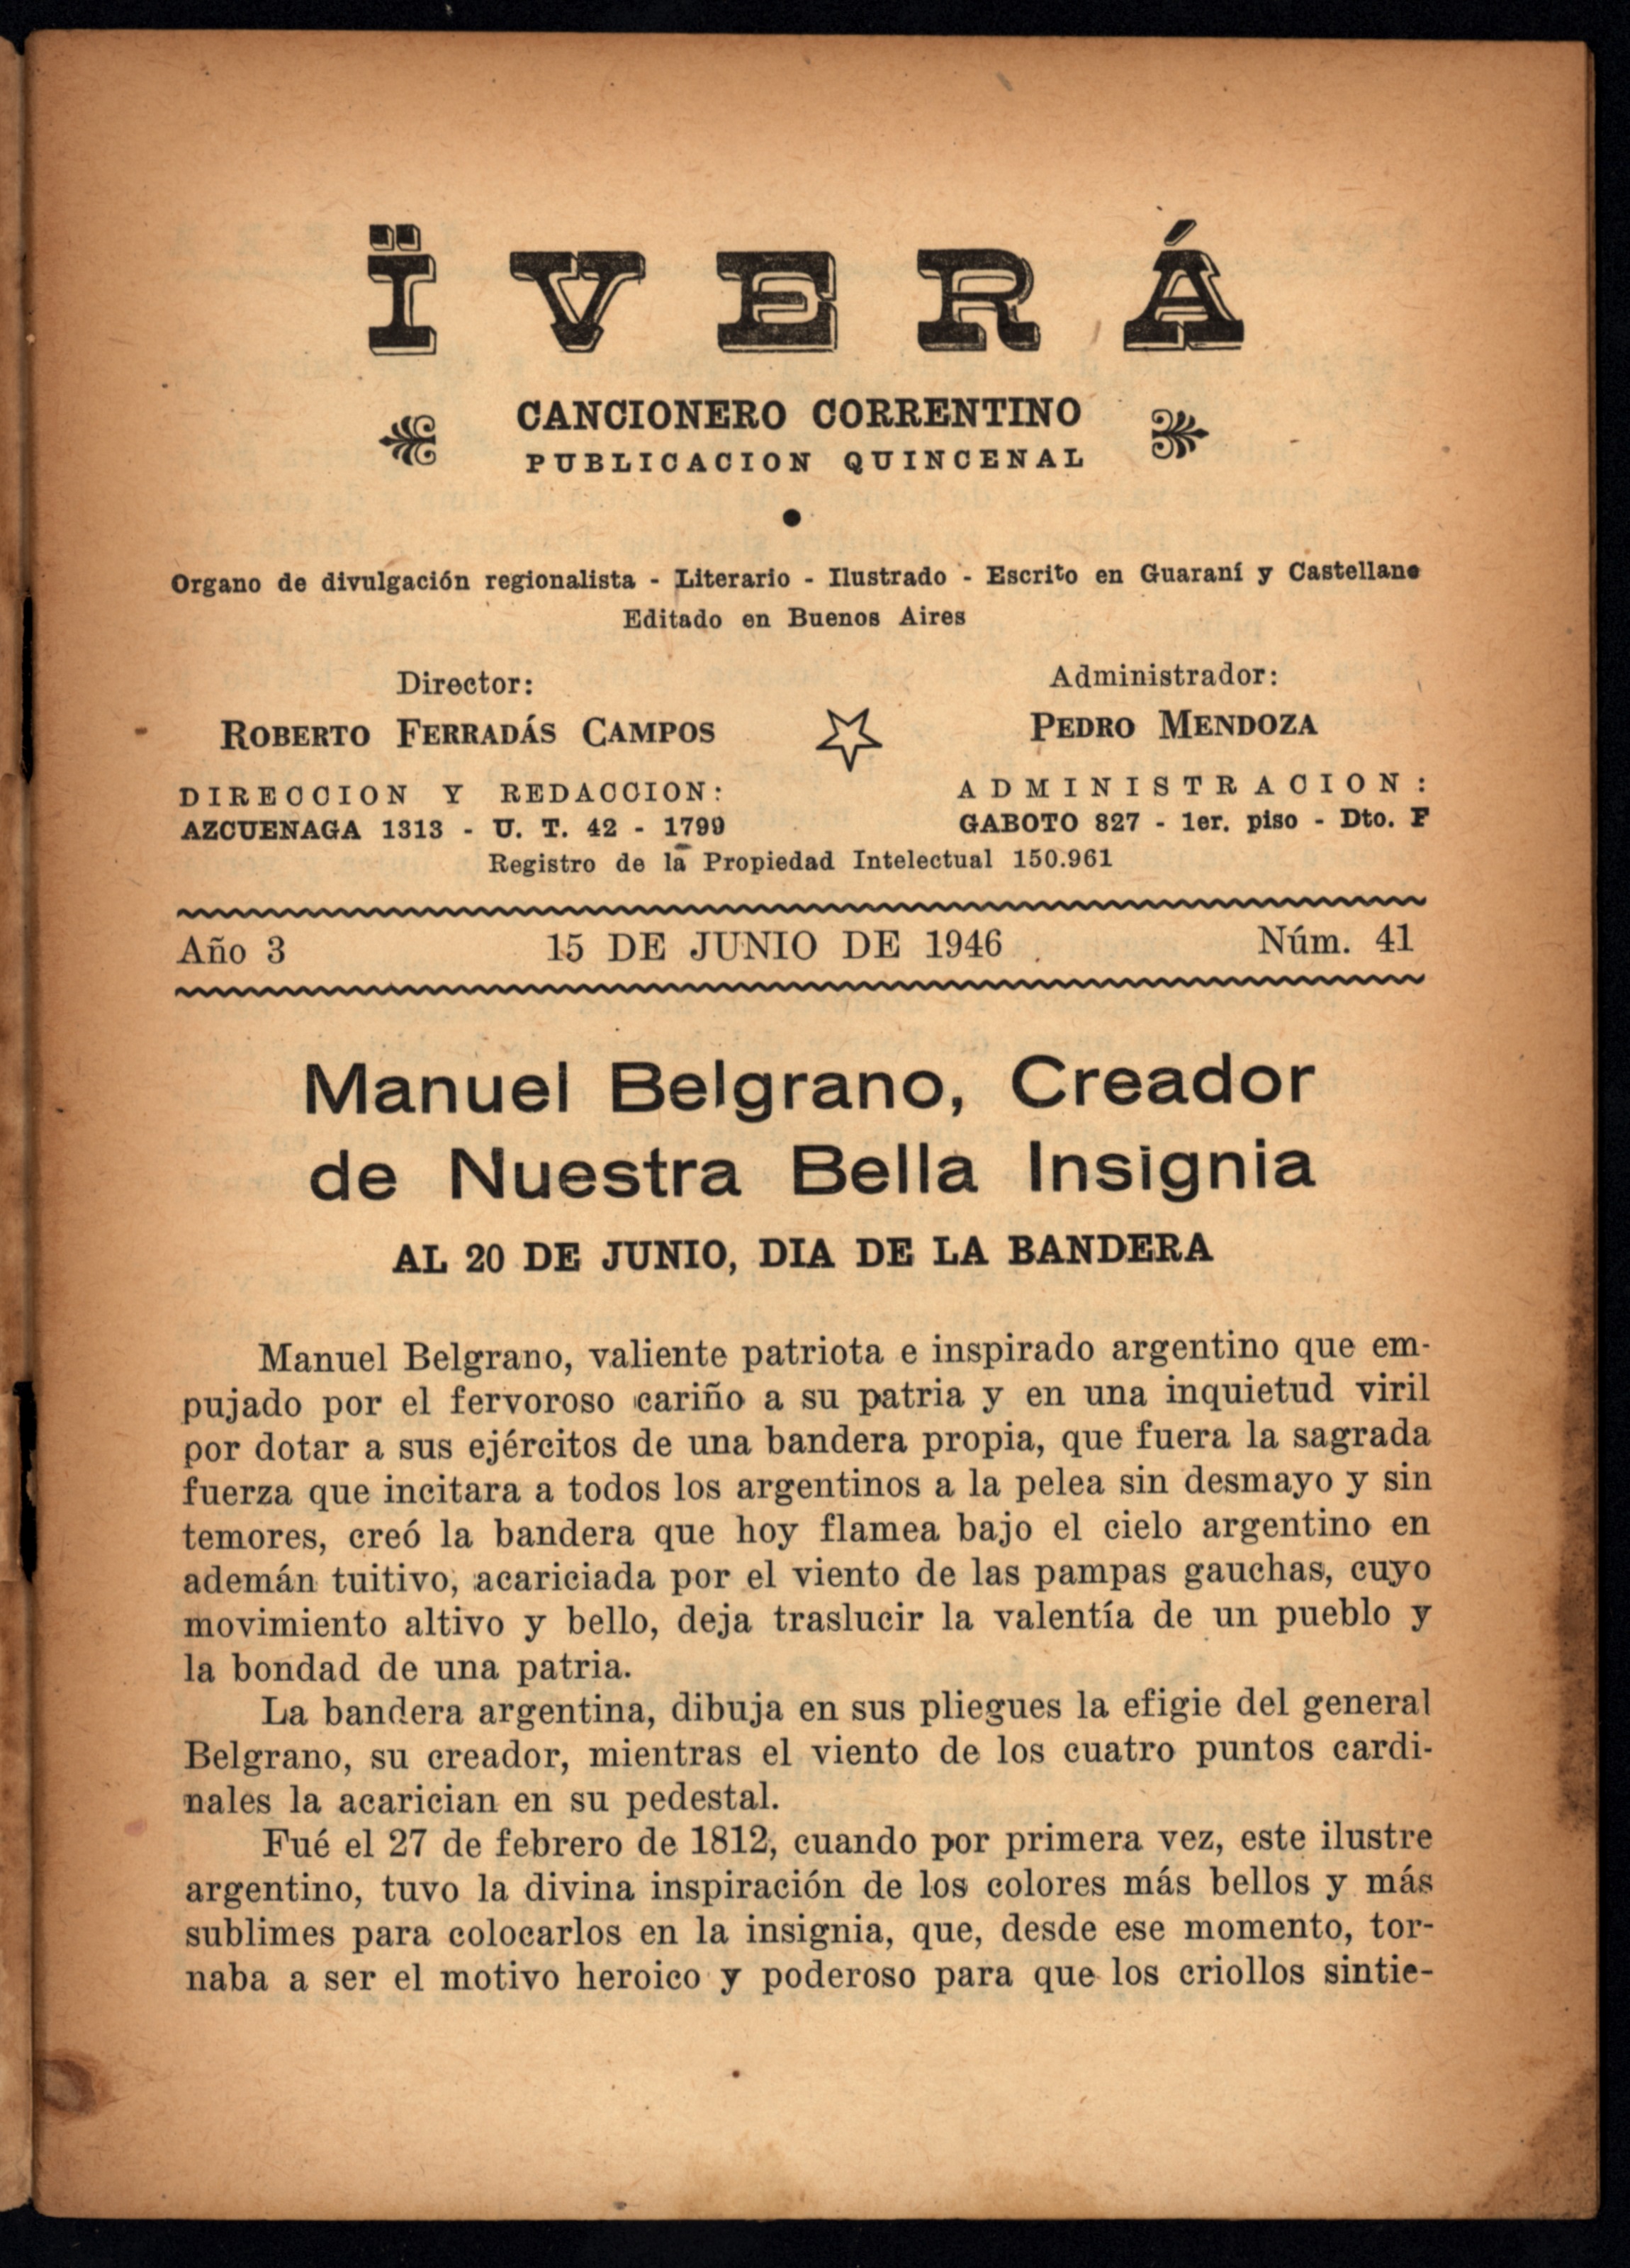 ÏVERÁ
CANCIONERO CORRENTINO
PUBLICACION QUINCENAL
Organo de divulgación regionalista - Literario - Ilustrado - Escrito en Guaraní y Castellano
Editado en Buenos Aires
Director:
ROBERTO FERRADÁS CAMPOS
DIRECCION Y REDACCION:
AZCUENAGA 1313 - U. T. 42 - 1799
Administrador:
PEDRO MENDOZA
ADMINISTRACION:
GABOTO 827 - 1er. piso - Dto. F
Registro de la Propiedad Intelectual 150.961
Año 3 15 DE JUNIO DE 1946 Núm. 41
Manuel Belgrano, Creador
de Nuestra Bella Insignia
AL 20 DE JUNIO, DIA DE LA BANDERA
Manuel Belgrano, valiente patriota e inspirado argentino que em-
pujado por el fervoroso cariño a su patria y en una inquietud viril
por dotar a sus ejércitos de una bandera propia, que fuera la sagrada
fuerza que incitara a todos los argentinos a la pelea sin desmayo y sin
temores, creó la bandera que hoy flamea bajo el cielo argentino en
ademán tuitivo, acariciada por el viento de las pampas gauchas, cuyo
movimiento altivo y bello, deja traslucir la valentía de un pueblo y
la bondad de una patria.
La bandera argentina, dibuja en sus pliegues la efigie del general
Belgrano, su creador, mientras el viento de los cuatro puntos cardi-
nales la acarician en su pedestal.
Fué el 27 de febrero de 1812, cuando por primera vez, este ilustre
argentino, tuvo la divina inspiración de los colores más bellos y más
sublimes para colocarlos en la insignia, que, desde ese momento, tor-
naba a ser el motivo heroico y poderoso para que los criollos sintie-